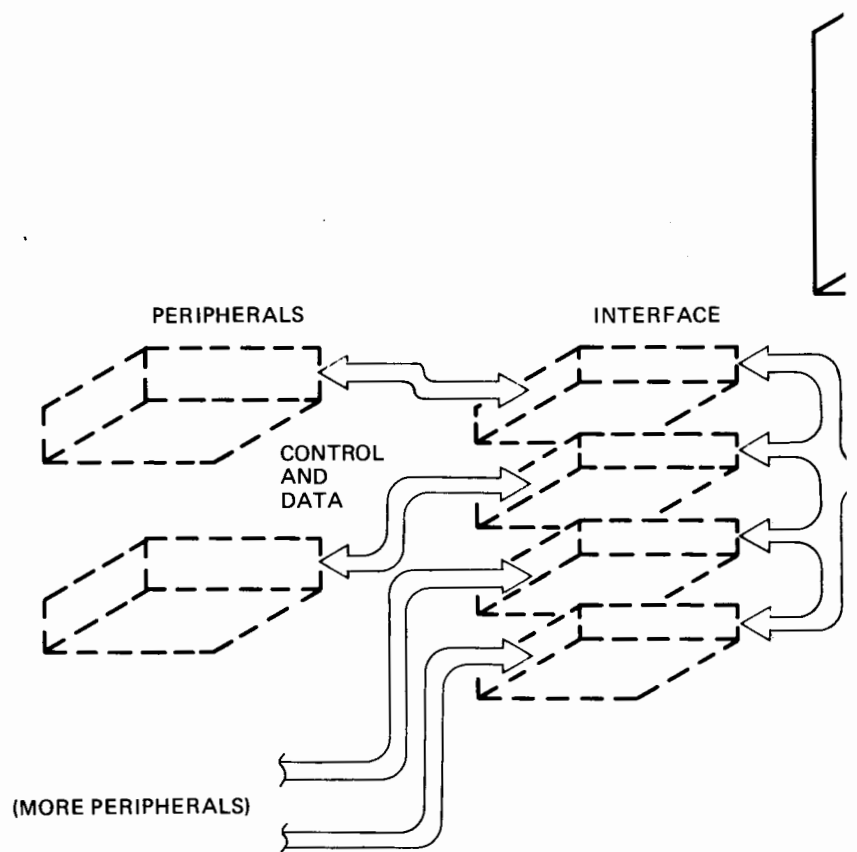 PERIPHERALS
INTERFACE
CONTROL
AND
DATA
(MORE PERIPHERALS)